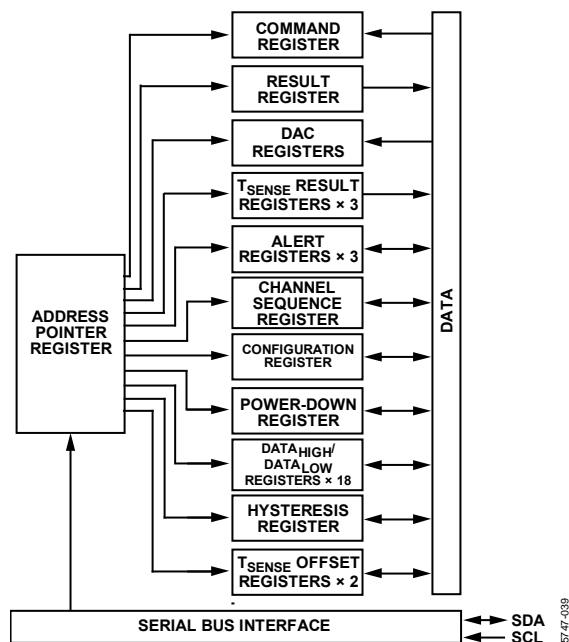 COMMAND
REGISTER
RESULT
REGISTER
DAC
REGISTERS
TSENSE RESULT
REGISTERS × 3
ALERT
REGISTERS × 3
CHANNEL
SEQUENCE
REGISTER
CONFIGURATION
REGISTER
POWER-DOWN
REGISTER
DATAHIGH/
DATALOW
REGISTERS × 18
HYSTERESIS
REGISTER
TSENSE OFFSET
REGISTERS × 2
ADDRESS
POINTER
REGISTER
DATA
SERIAL BUS INTERFACE
SDA
SCL